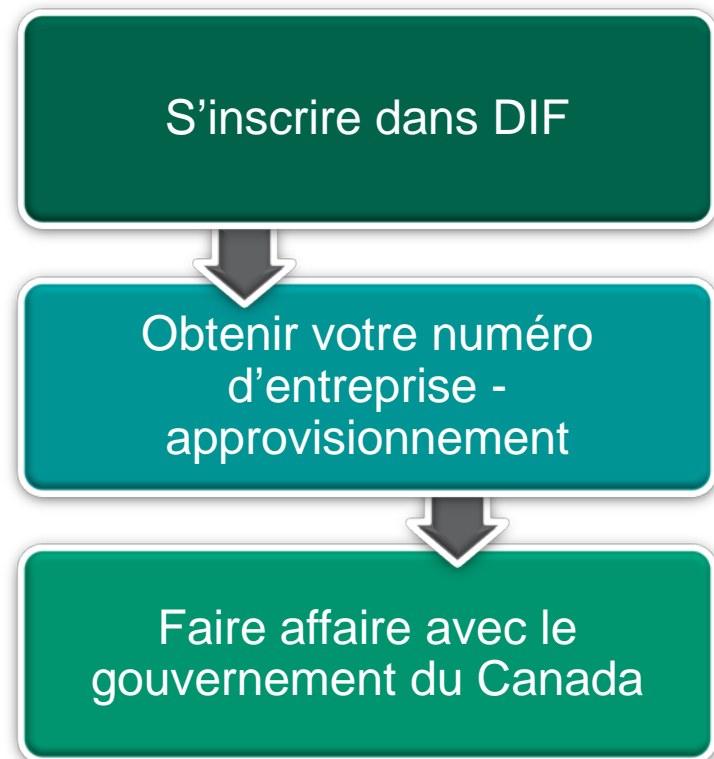 S’inscrire dans DIF
Obtenir votre numéro
d’entreprise -
approvisionnement
Faire affaire avec le
gouvernement du Canada